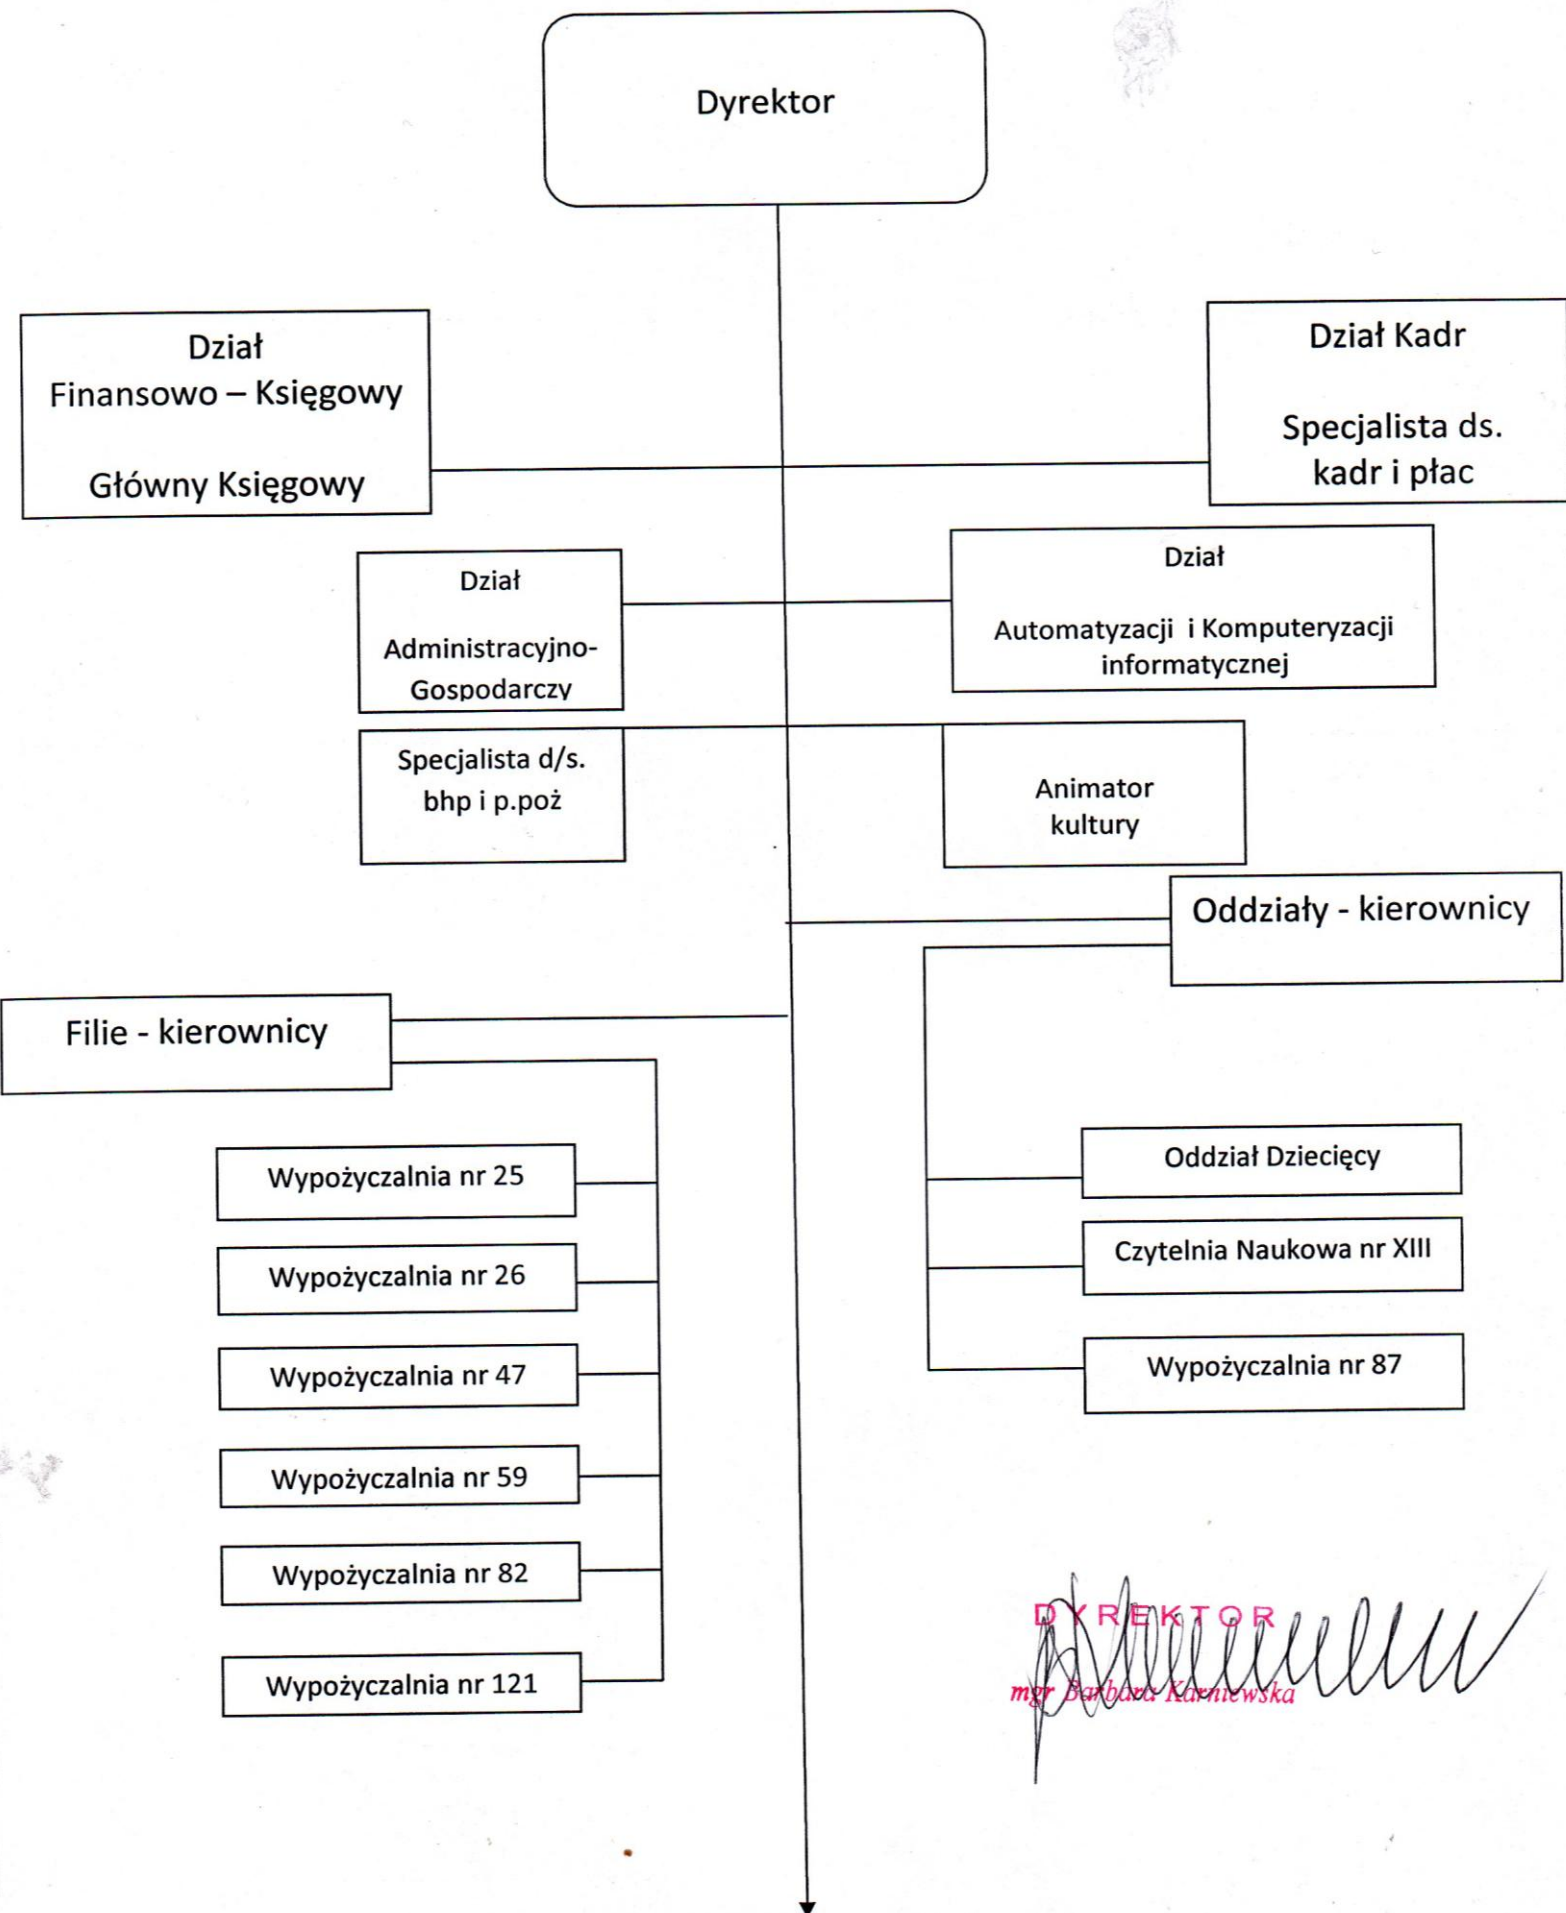 Dyrektor
Dział
Finansowo – Księgowy
Główny Księgowy
Dział Kadr
Specjalista ds.
kadr i płac
Dział
Administracyjno-
Gospodarczy
Dział
Automatyzacji i Komputeryzacji
informatycznej
Specjalista d/s.
bhp i p.poż
Animator
kultury
Oddziały - kierownicy
Filie - kierownicy
Wypożyczalnia nr 25
Wypożyczalnia nr 26
Wypożyczalnia nr 47
Wypożyczalnia nr 59
Wypożyczalnia nr 82
Wypożyczalnia nr 121
Oddział Dziecięcy
Czytelnia Naukowa nr XIII
Wypożyczalnia nr 87
DYREKTOR
mgr Barbara Karniewska